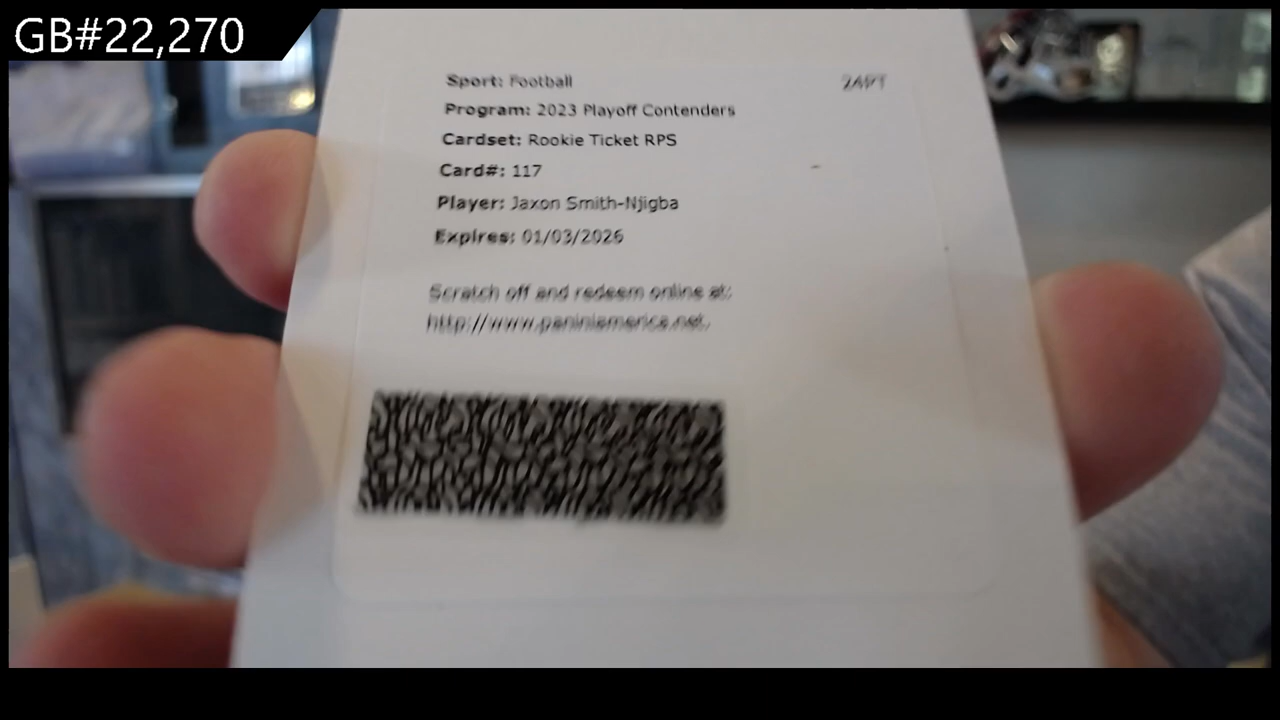 GB#22,270
Sport: Football
Program: 2023 Playoff Contenders
Cardset: Rookie Ticket RPS
Card#: 117
Player: Jaxon Smith-Njigba
Expires: 01/03/2026
Scratch off and redeem online at:
http://www.paniniamerica.net.